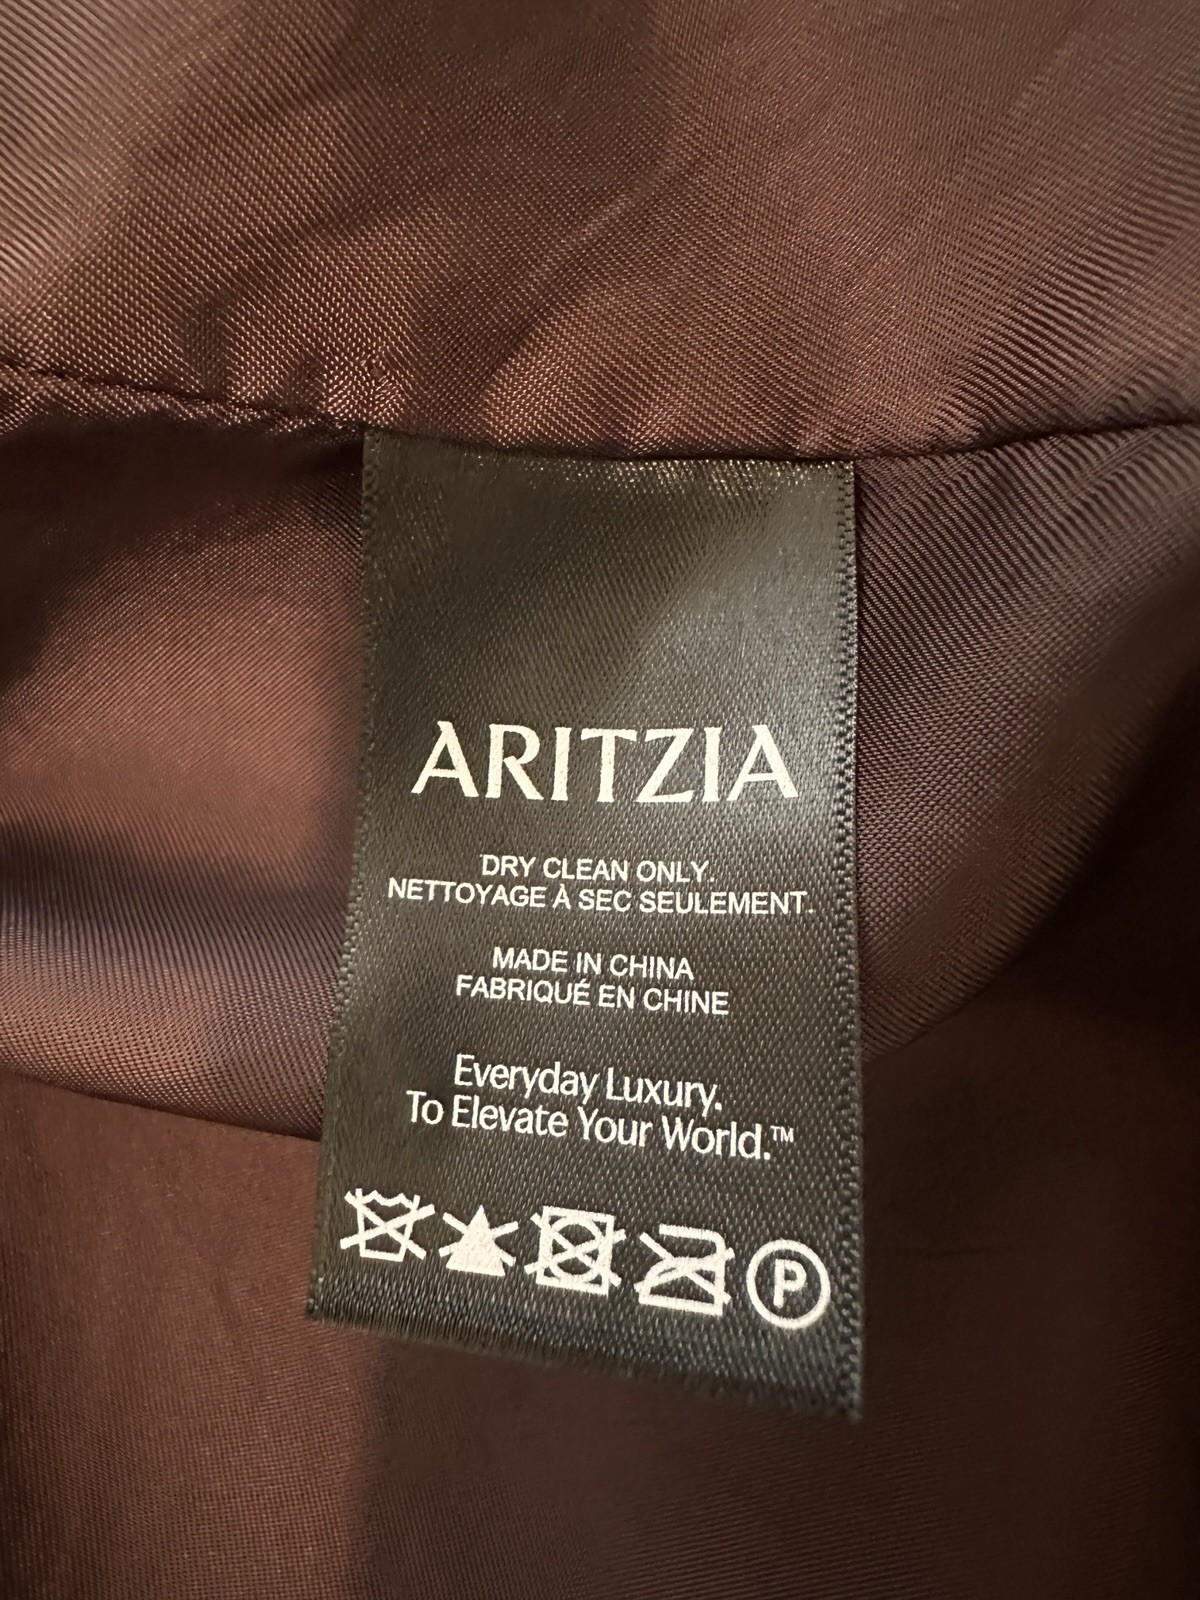 ARITZIA
DRY CLEAN ONLY.
NETTOYAGE À SEC SEULEMENT.
MADE IN CHINA
FABRIQUÉ EN CHINE
Everyday Luxury.
To Elevate Your World.™
P